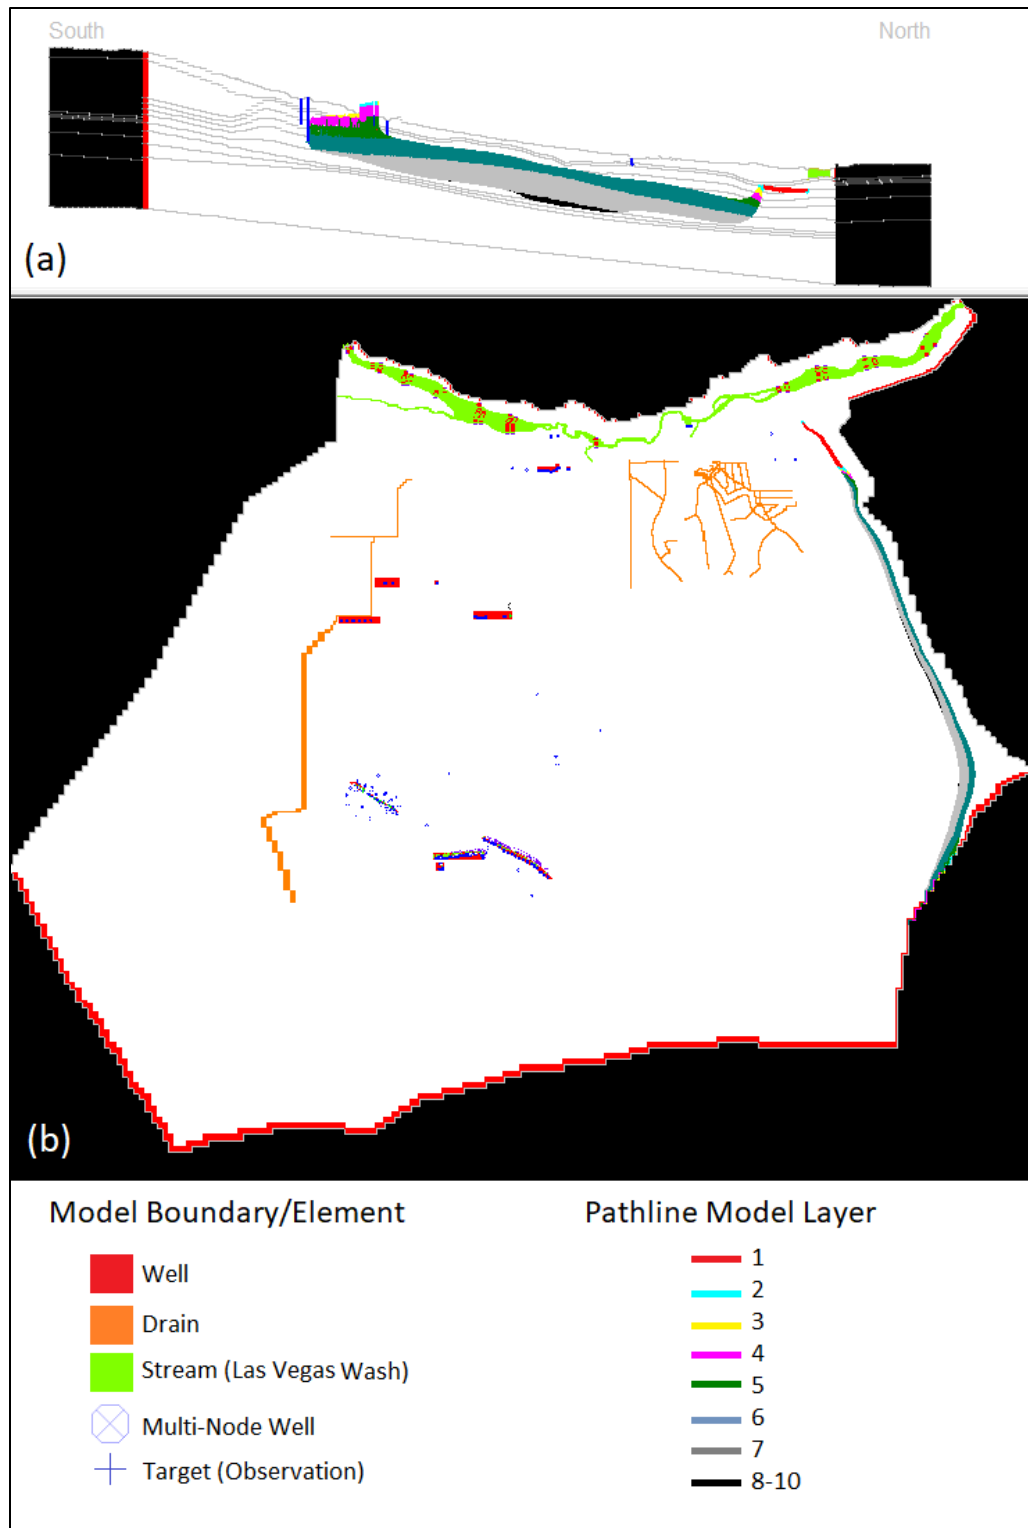 South North
(a)
(b)
Model Boundary/Element Pathline Model Layer
Well
Drain
Stream (Las Vegas Wash)
Multi-Node Well
Target (Observation)
1
2
3
4
5
6
7
8-10